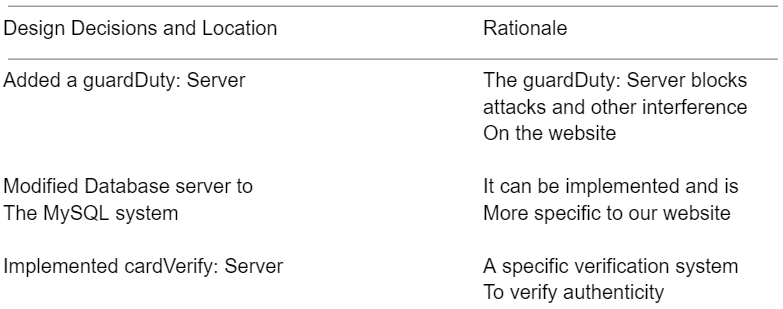 Design Decisions and Location
Rationale
Added a guardDuty: Server
The guardDuty: Server blocks
attacks and other interference
On the website
Modified Database server to
The MySQL system
It can be implemented and is
More specific to our website
Implemented cardVerify: Server
A specific verification system
To verify authenticity